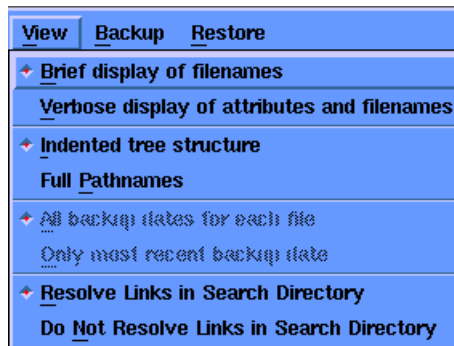 View Backup Restore
Brief display of filenames
Verbose display of attributes and filenames
Indented tree structure
Full Pathnames
All backup dates for each file
Only most recent backup date
Resolve Links in Search Directory
Do Not Resolve Links in Search Directory